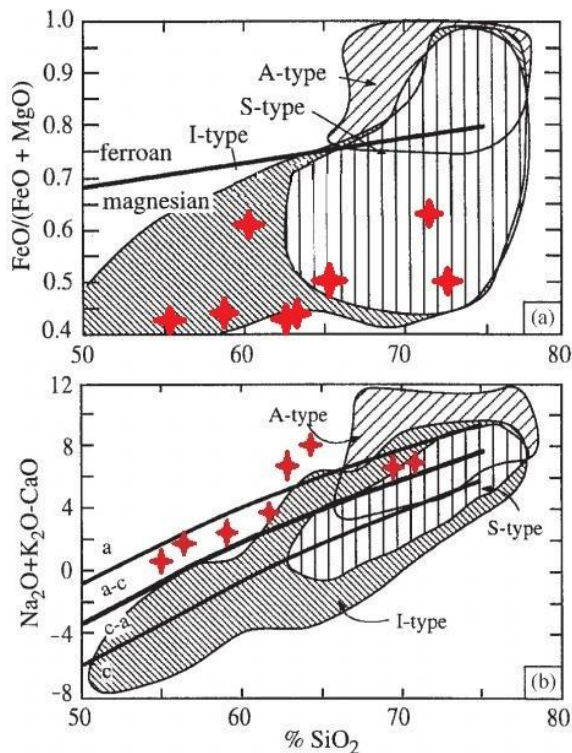 1.0
0.9
0.8
0.7
0.6
0.5
0.4
FeO/(FeO + MgO)
A-type
S-type
I-type
ferroan
magnesian
(a)
50
60
70
80
12
8
4
0
-4
-8
Na₂O+K₂O-CaO
A-type
a
a-c
c-a
c
S-type
I-type
(b)
50
60
70
80
% SiO₂